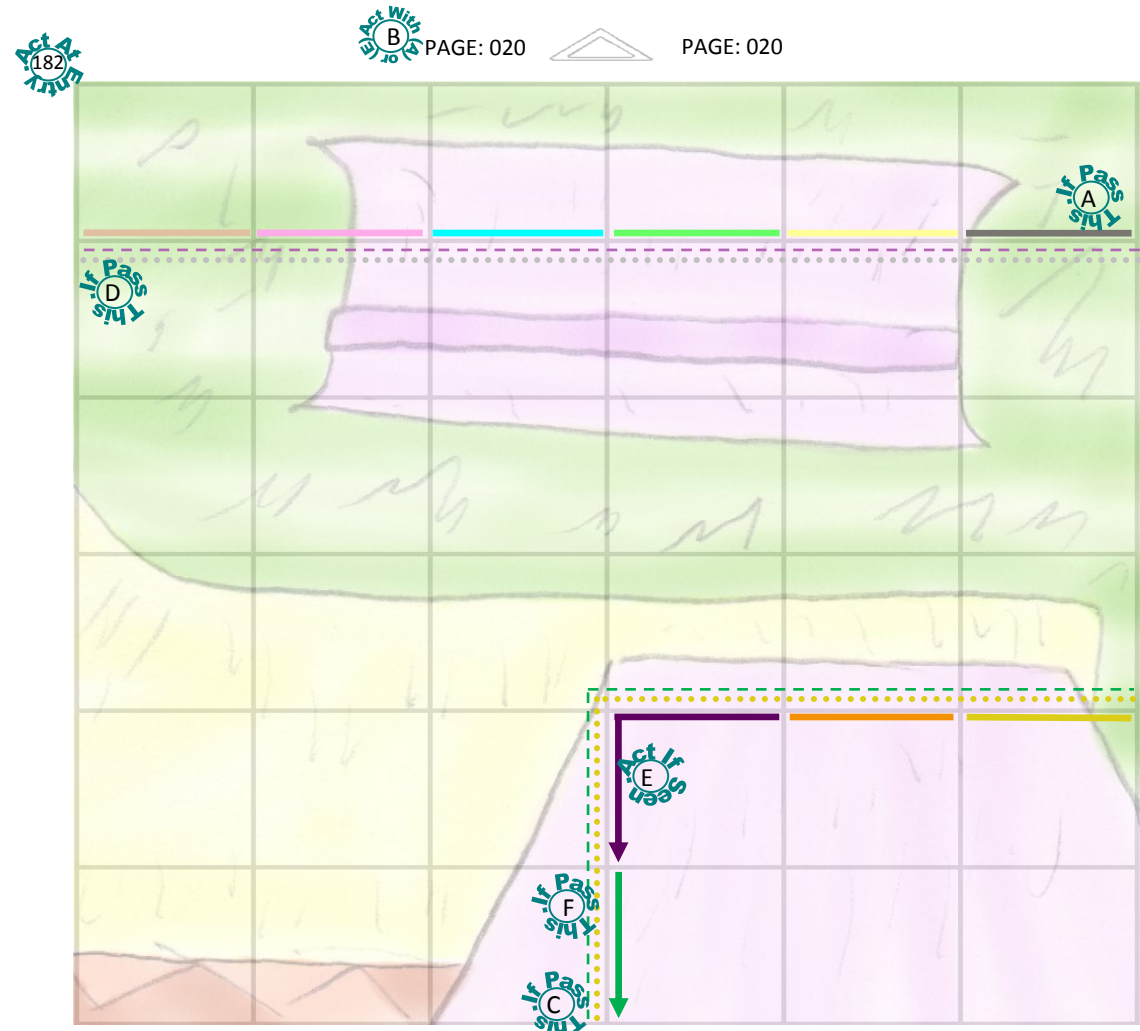 Act At Entry.
182
Act With (A or (E)
B
PAGE: 020
PAGE: 020
.If Pass This
A
.If Pass This
D
.Act If Seen
E
.If Pass This
F
.If Pass This
C